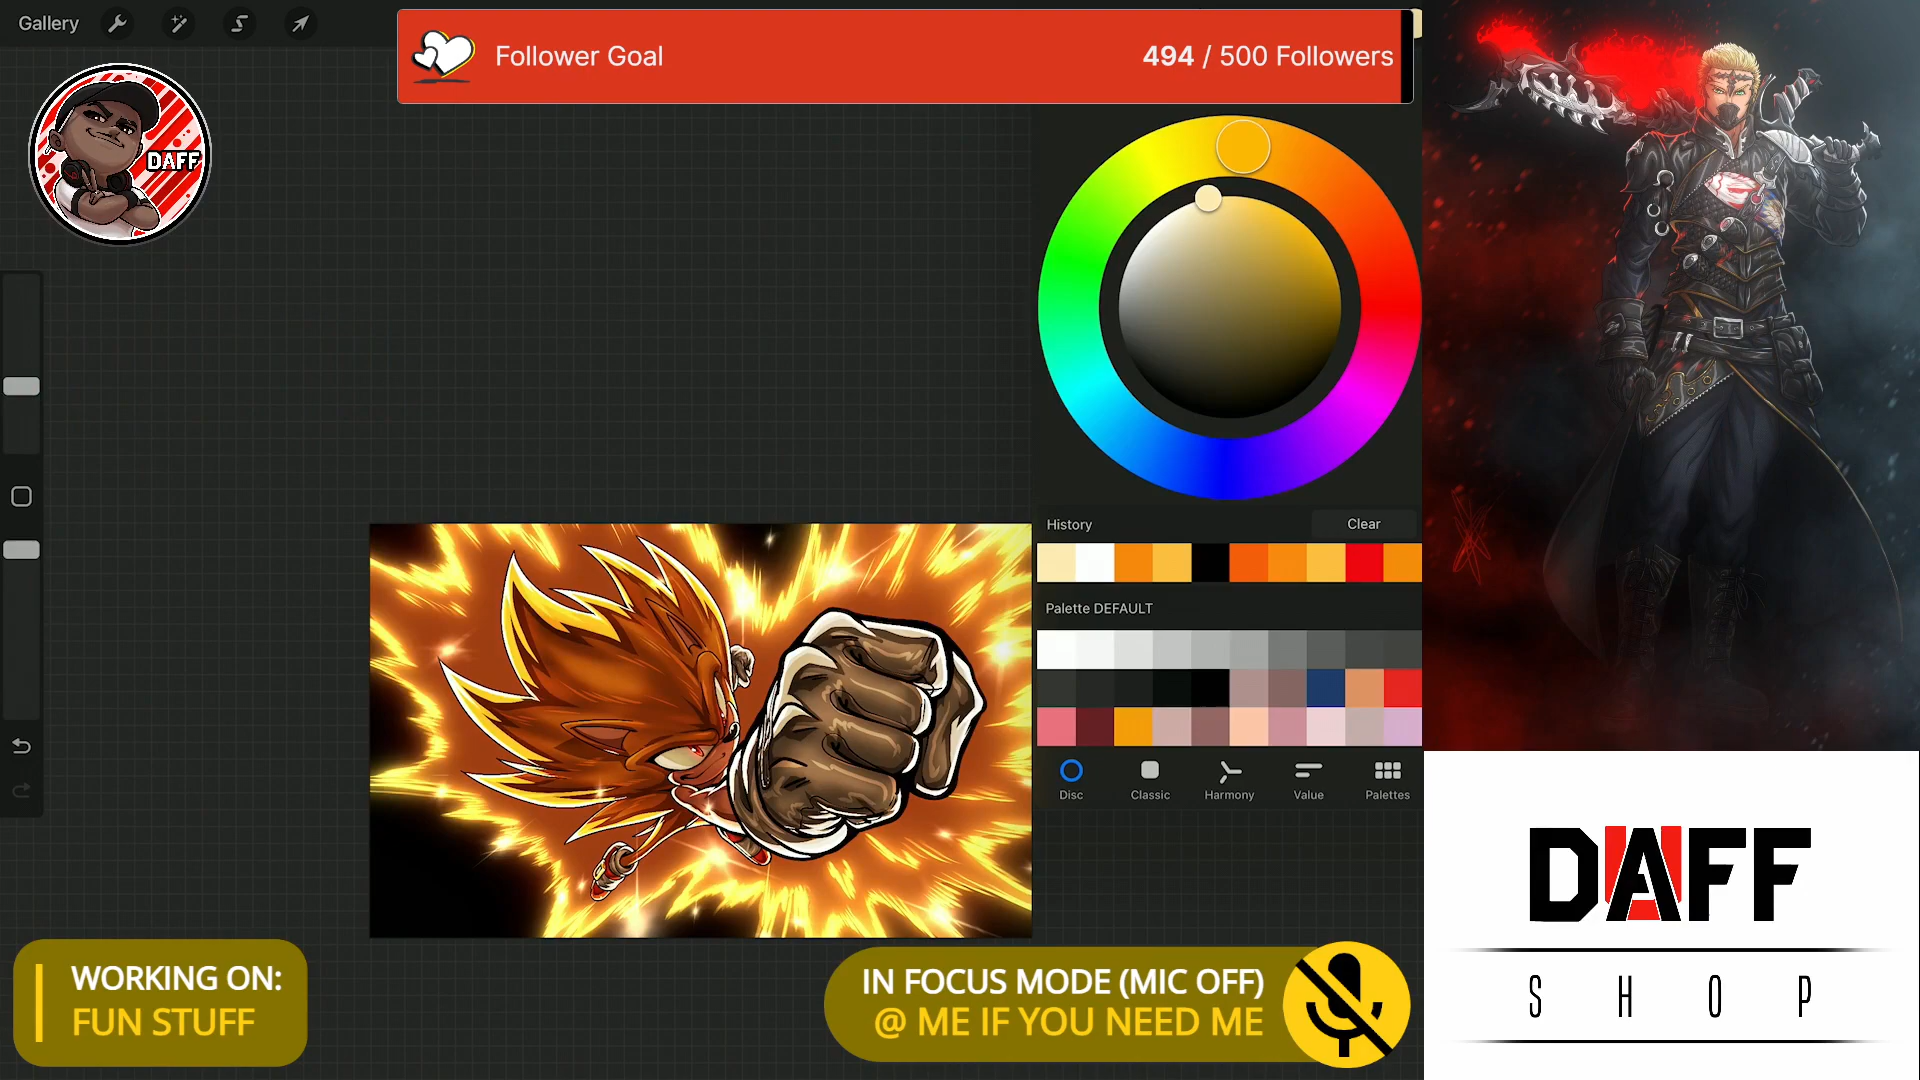 Gallery
Follower Goal
494 / 500 Followers
DAFF
History
Clear
Palette DEFAULT
Disc
Classic
Harmony
Value
Palettes
WORKING ON:
FUN STUFF
IN FOCUS MODE (MIC OFF)
@ ME IF YOU NEED ME
DAFF
SHOP